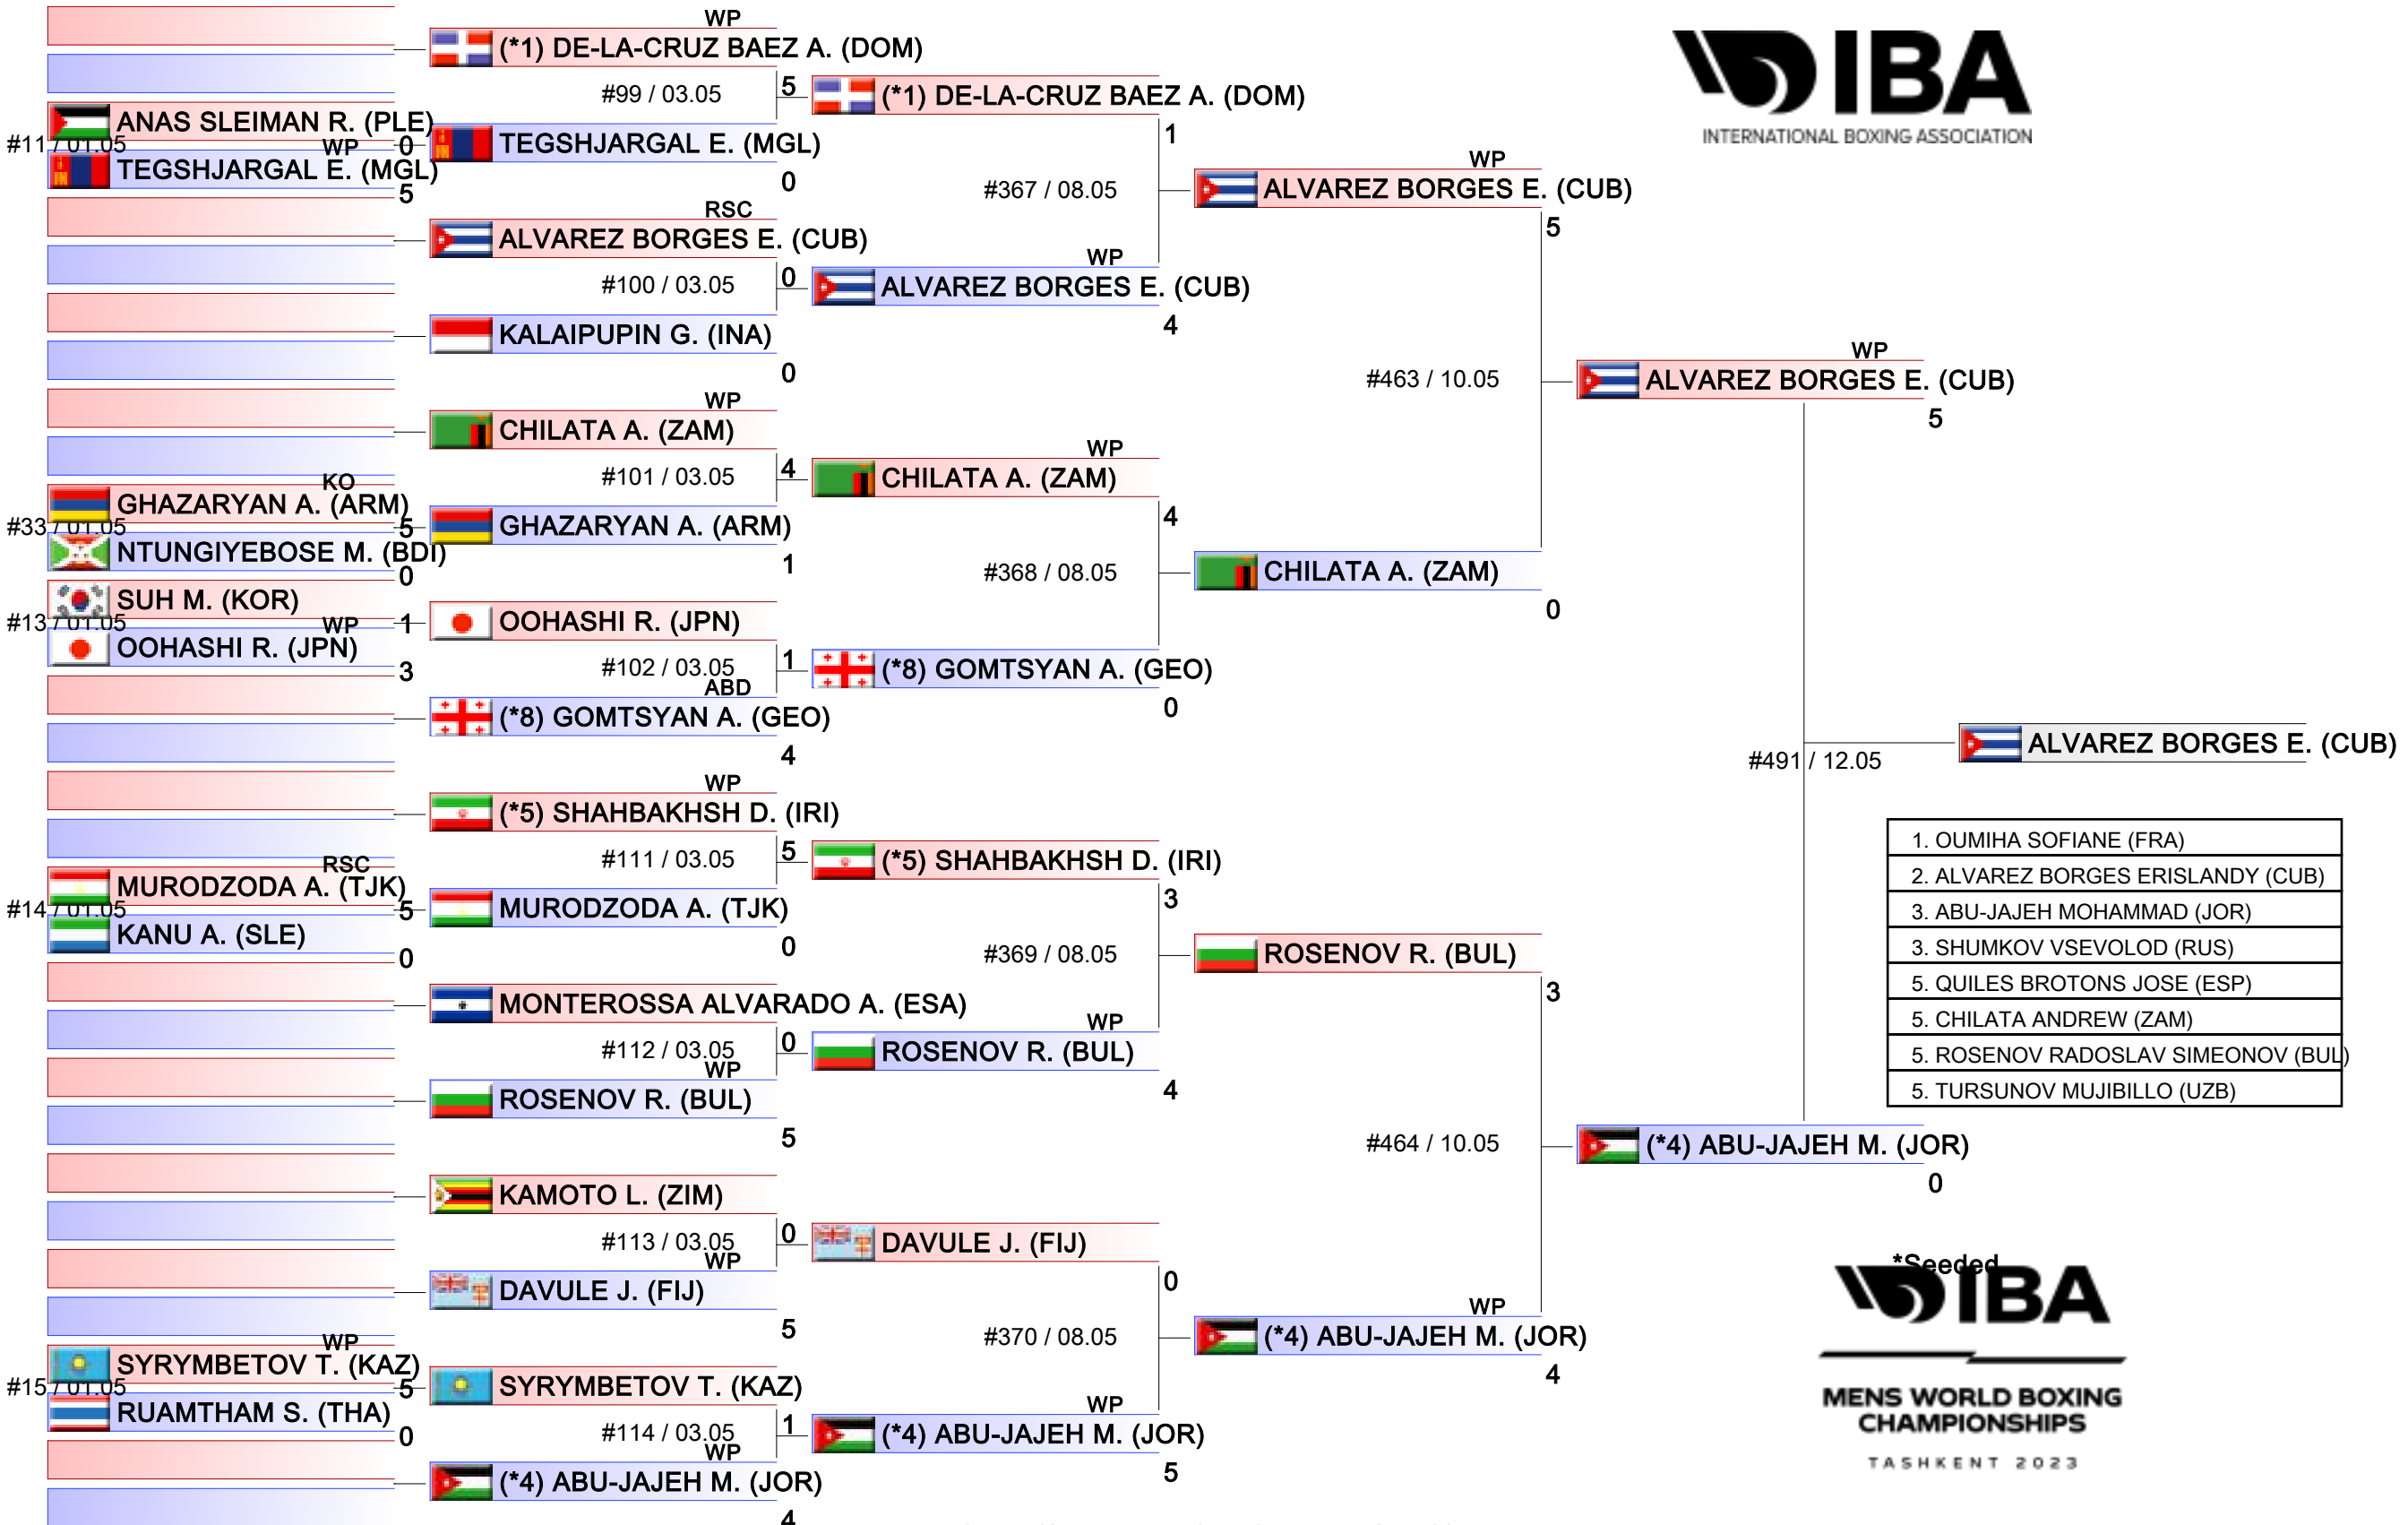 ANAS SLEIMAN R. (PLE)
0
#11 / 01.05
WP
TEGSHJARGAL E. (MGL)
5
KO
GHAZARYAN A. (ARM)
5
#33 / 01.05
NTUNGIYEBOSE M. (BDI)
0
SUH M. (KOR)
1
#13 / 01.05
WP
OOHASHI R. (JPN)
3
RSC
MURODZODA A. (TJK)
5
#14 / 01.05
KANU A. (SLE)
0
WP
SYRYMBETOV T. (KAZ)
5
#15 / 01.05
RUAMTHAM S. (THA)
0
WP
(*1) DE-LA-CRUZ BAEZ A. (DOM)
5
#99 / 03.05
TEGSHJARGAL E. (MGL)
0
RSC
ALVAREZ BORGES E. (CUB)
0
#100 / 03.05
KALAIPUPIN G. (INA)
0
WP
CHILATA A. (ZAM)
4
#101 / 03.05
GHAZARYAN A. (ARM)
1
OOHASHI R. (JPN)
1
#102 / 03.05
ABD
(*8) GOMTSYAN A. (GEO)
4
WP
(*5) SHAHBAKHSH D. (IRI)
5
#111 / 03.05
MURODZODA A. (TJK)
0
MONTEROSSA ALVARADO A. (ESA)
0
#112 / 03.05
WP
ROSENOV R. (BUL)
5
KAMOTO L. (ZIM)
0
#113 / 03.05
WP
DAVULE J. (FIJ)
5
SYRYMBETOV T. (KAZ)
1
#114 / 03.05
WP
(*4) ABU-JAJEH M. (JOR)
4
(*1) DE-LA-CRUZ BAEZ A. (DOM)
1
#367 / 08.05
WP
ALVAREZ BORGES E. (CUB)
4
WP
CHILATA A. (ZAM)
4
#368 / 08.05
(*8) GOMTSYAN A. (GEO)
0
(*5) SHAHBAKHSH D. (IRI)
3
#369 / 08.05
WP
ROSENOV R. (BUL)
4
DAVULE J. (FIJ)
0
#370 / 08.05
WP
(*4) ABU-JAJEH M. (JOR)
5
WP
ALVAREZ BORGES E. (CUB)
5
#463 / 10.05
CHILATA A. (ZAM)
0
ROSENOV R. (BUL)
3
#464 / 10.05
WP
(*4) ABU-JAJEH M. (JOR)
4
WP
ALVAREZ BORGES E. (CUB)
5
#491 / 12.05
(*4) ABU-JAJEH M. (JOR)
0
ALVAREZ BORGES E. (CUB)
IBA
INTERNATIONAL BOXING ASSOCIATION
1. OUMIHA SOFIANE (FRA)
2. ALVAREZ BORGES ERISLANDY (CUB)
3. ABU-JAJEH MOHAMMAD (JOR)
3. SHUMKOV VSEVOLOD (RUS)
5. QUILES BROTONS JOSE (ESP)
5. CHILATA ANDREW (ZAM)
5. ROSENOV RADOSLAV SIMEONOV (BUL)
5. TURSUNOV MUJIBILLO (UZB)
*Seeded
IBA
MENS WORLD BOXING
CHAMPIONSHIPS
TASHKENT 2023